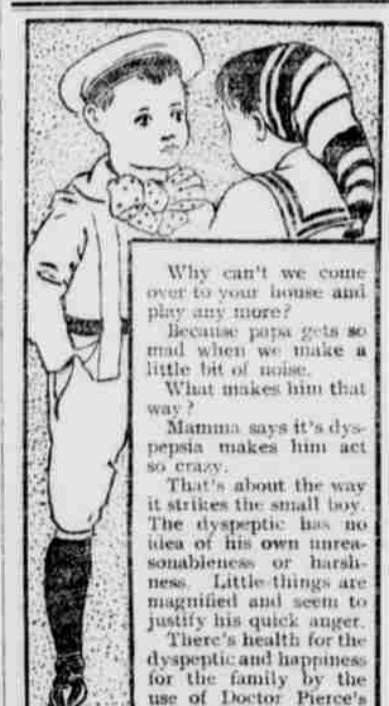 Why can't we come
over to your house and
play any more?
Because papa gets so
mad when we make a
little bit of noise.
What makes him that
way?
Mamma says it's dys-
pepsia makes him act
so crazy.
That's about the way
it strikes the small boy.
The dyspeptic has no
idea of his own unrea-
sonableness or harsh-
ness. Little things are
magnified and seem to
justify his quick anger.
There's health for the
dyspeptic and happiness
for the family by the
use of Doctor Pierce's